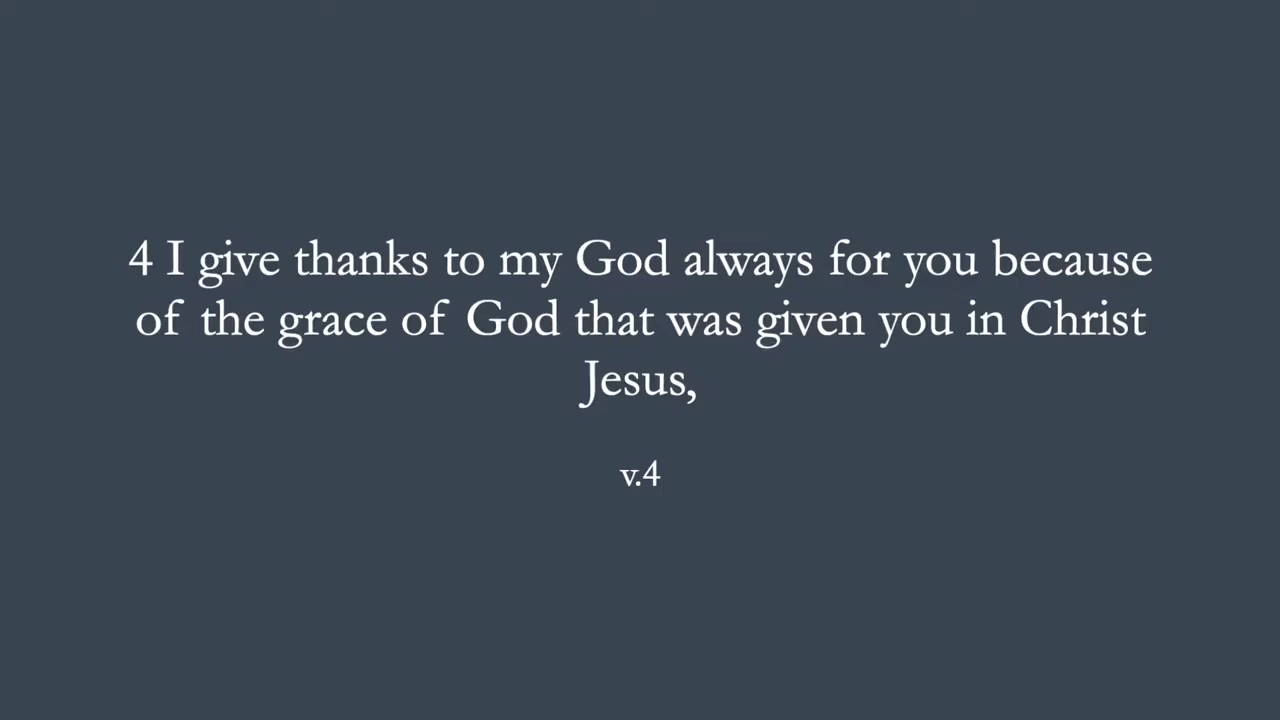 4 I give thanks to my God always for you because
of the grace of God that was given you in Christ
Jesus,
v.4